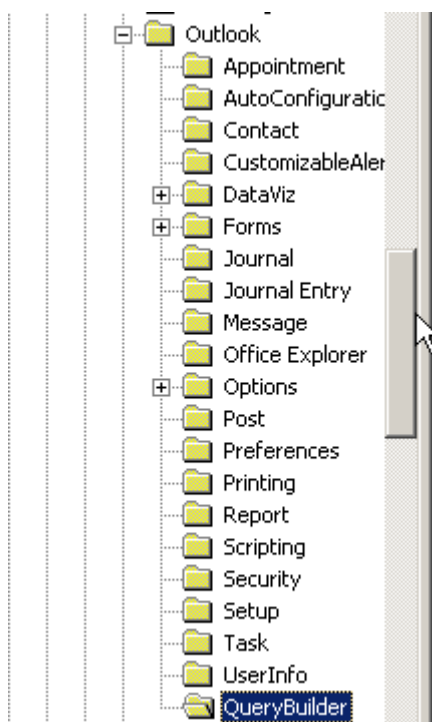 Outlook
Appointment
AutoConfiguratic
Contact
CustomizableAler
DataViz
Forms
Journal
Journal Entry
Message
Office Explorer
Options
Post
Preferences
Printing
Report
Scripting
Security
Setup
Task
UserInfo
QueryBuilder